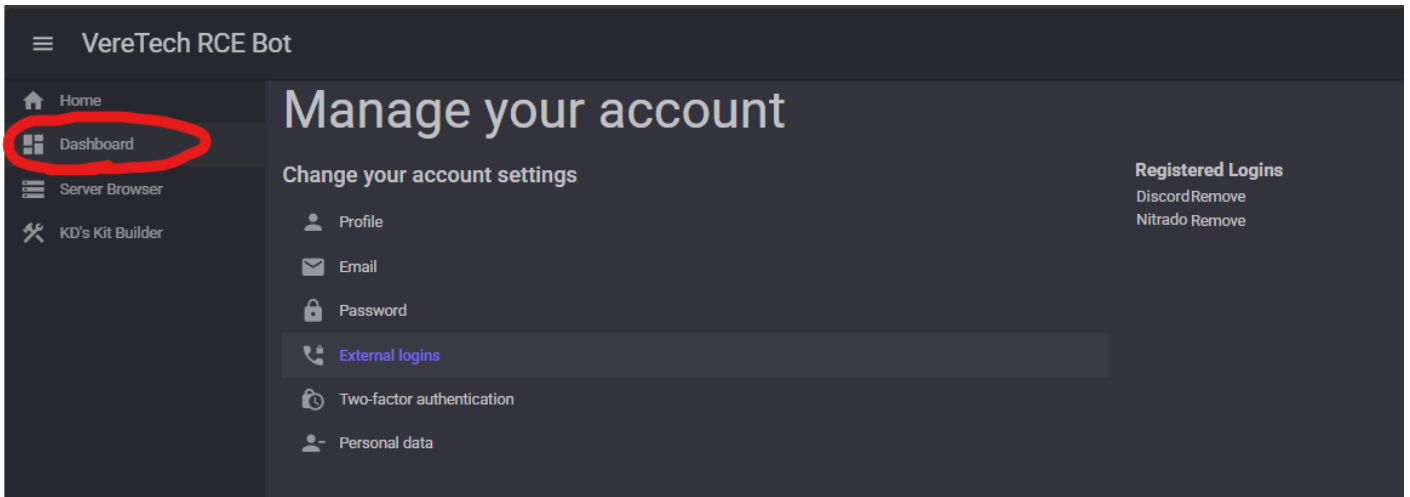 VereTech RCE Bot
Home
Dashboard
Server Browser
KD's Kit Builder
Manage your account
Change your account settings
Profile
Email
Password
External logins
Two-factor authentication
Personal data
Registered Logins
DiscordRemove
Nitrado Remove